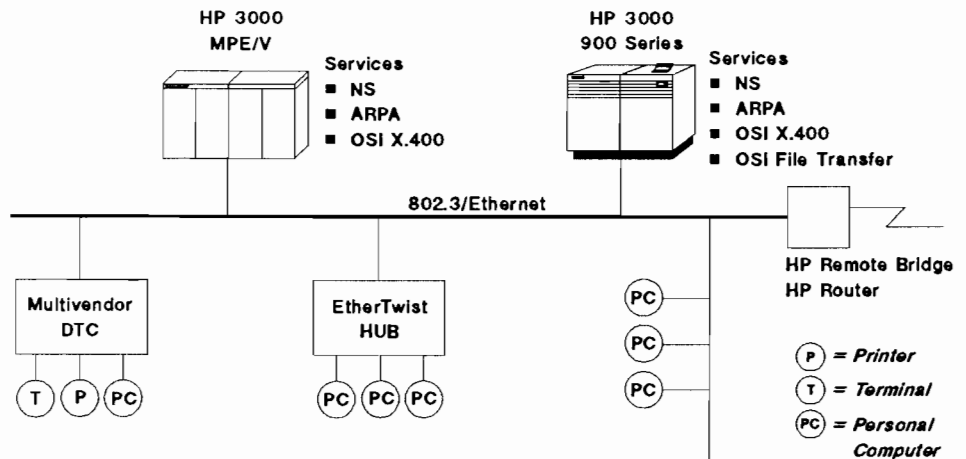 HP 3000
MPE/V
Services
■ NS
■ ARPA
■ OSI X.400
HP 3000
900 Series
Services
■ NS
■ ARPA
■ OSI X.400
■ OSI File Transfer
802.3/Ethernet
HP Remote Bridge
HP Router
Multivendor
DTC
T
P
PC
EtherTwist
HUB
PC
PC
PC
PC
PC
PC
P = Printer
T = Terminal
PC = Personal
Computer